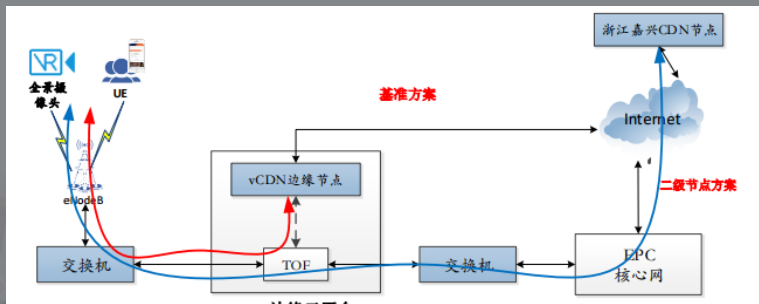 浙江嘉兴CDN节点
VR
全景摄
像头
UE
基准方案
Internet
vCDN边缘节点
二级节点方案
eNodeB
交换机
TOF
交换机
EPC
核心网